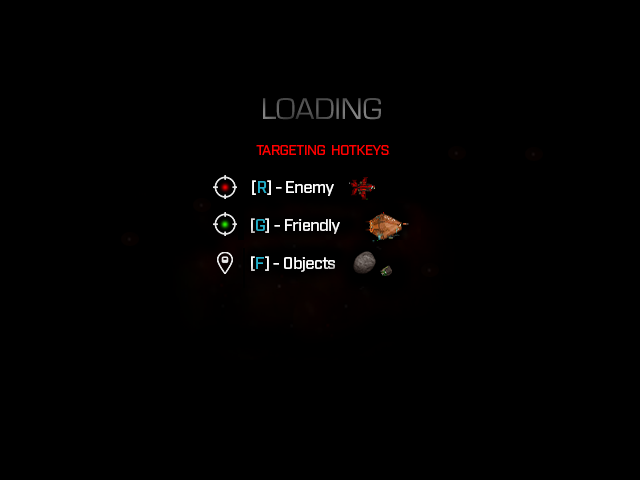 LOADING
TARGETING HOTKEYS
[R] - Enemy
[G] - Friendly
[F] - Objects